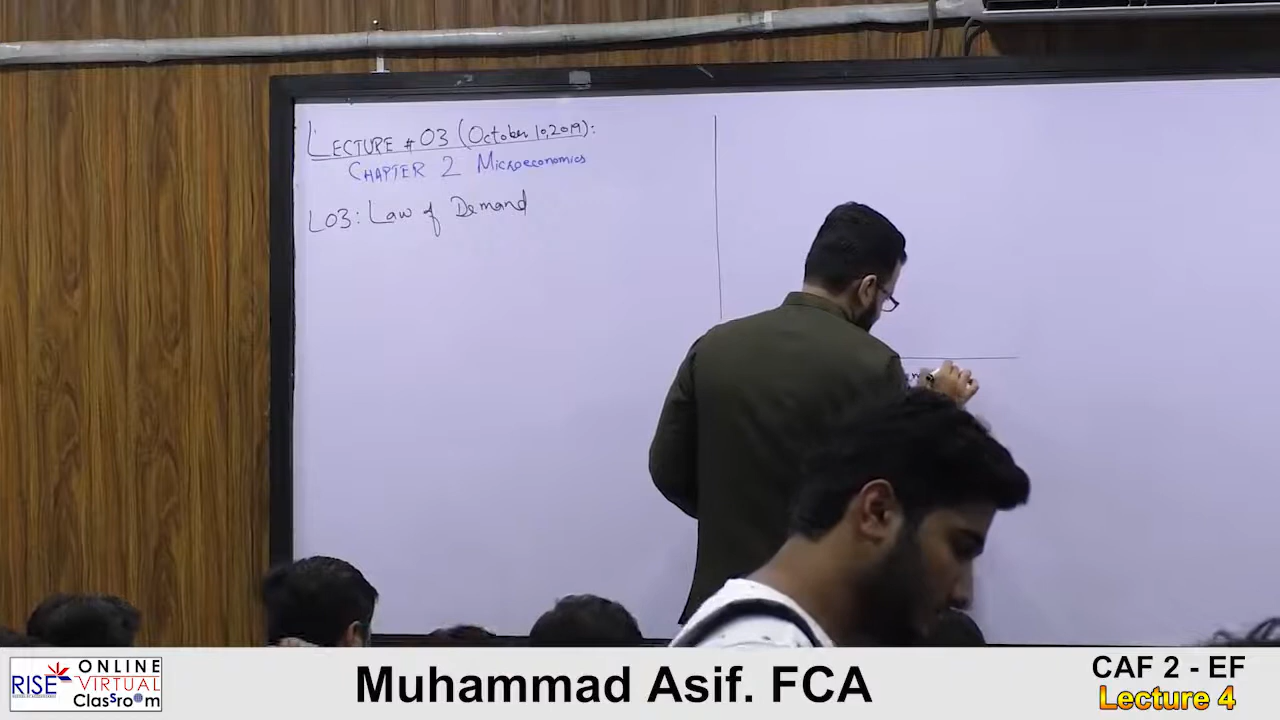 LECTURE # 03 (October 10, 2019):
CHAPTER 2 Microeconomics
LO3: Law of Demand
RISE
ONLINE
VIRTUAL
Classroom
Muhammad Asif. FCA
CAF 2 - EF
Lecture 4